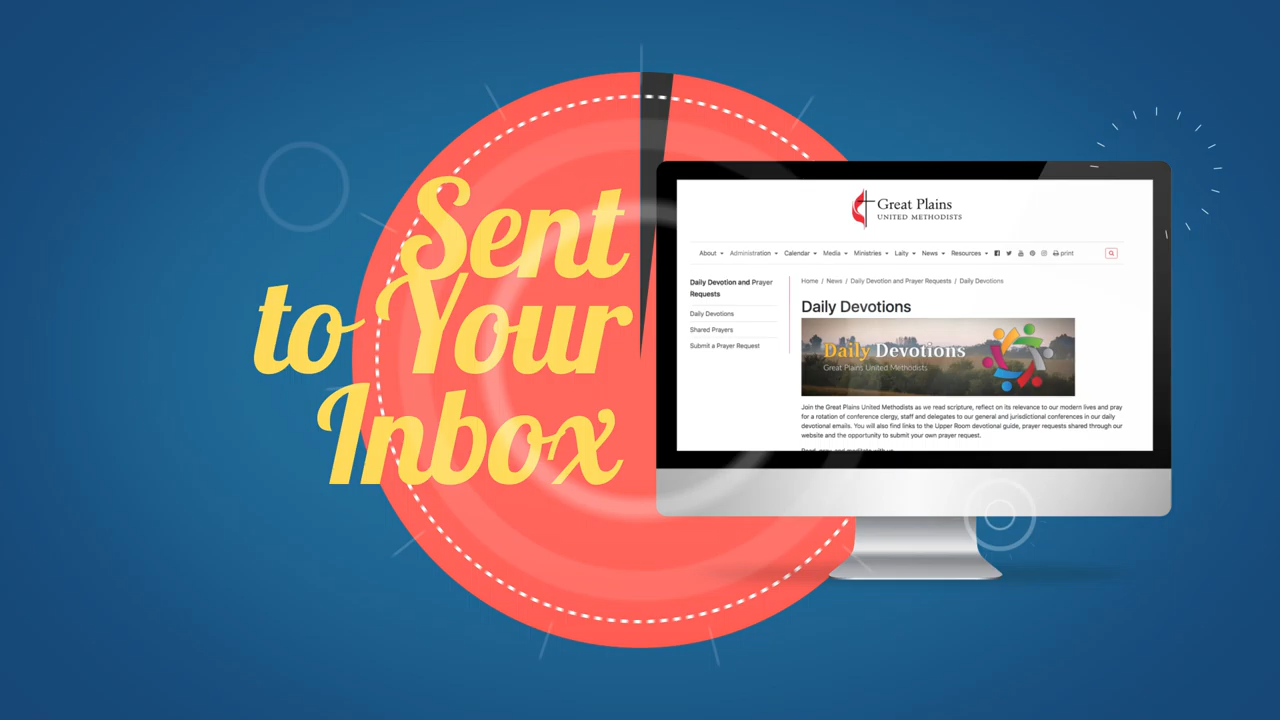 Sent
to Your
Inbox
Great Plains
UNITED METHODISTS
About Administration Calendar Media Ministries Laity News Resources print
Daily Devotion and Prayer
Requests
Daily Devotions
Shared Prayers
Submit a Prayer Request
Home / News / Daily Devotion and Prayer Requests / Daily Devotions
Daily Devotions
Daily Devotions
Great Plains United Methodists
Join the Great Plains United Methodists as we read scripture, reflect on its relevance to our modern lives and pray
for a rotation of conference clergy, staff and delegates to our general and jurisdictional conferences in our daily
devotional emails. You will also find links to the Upper Room devotional guide, prayer requests shared through our
website and the opportunity to submit your own prayer request.